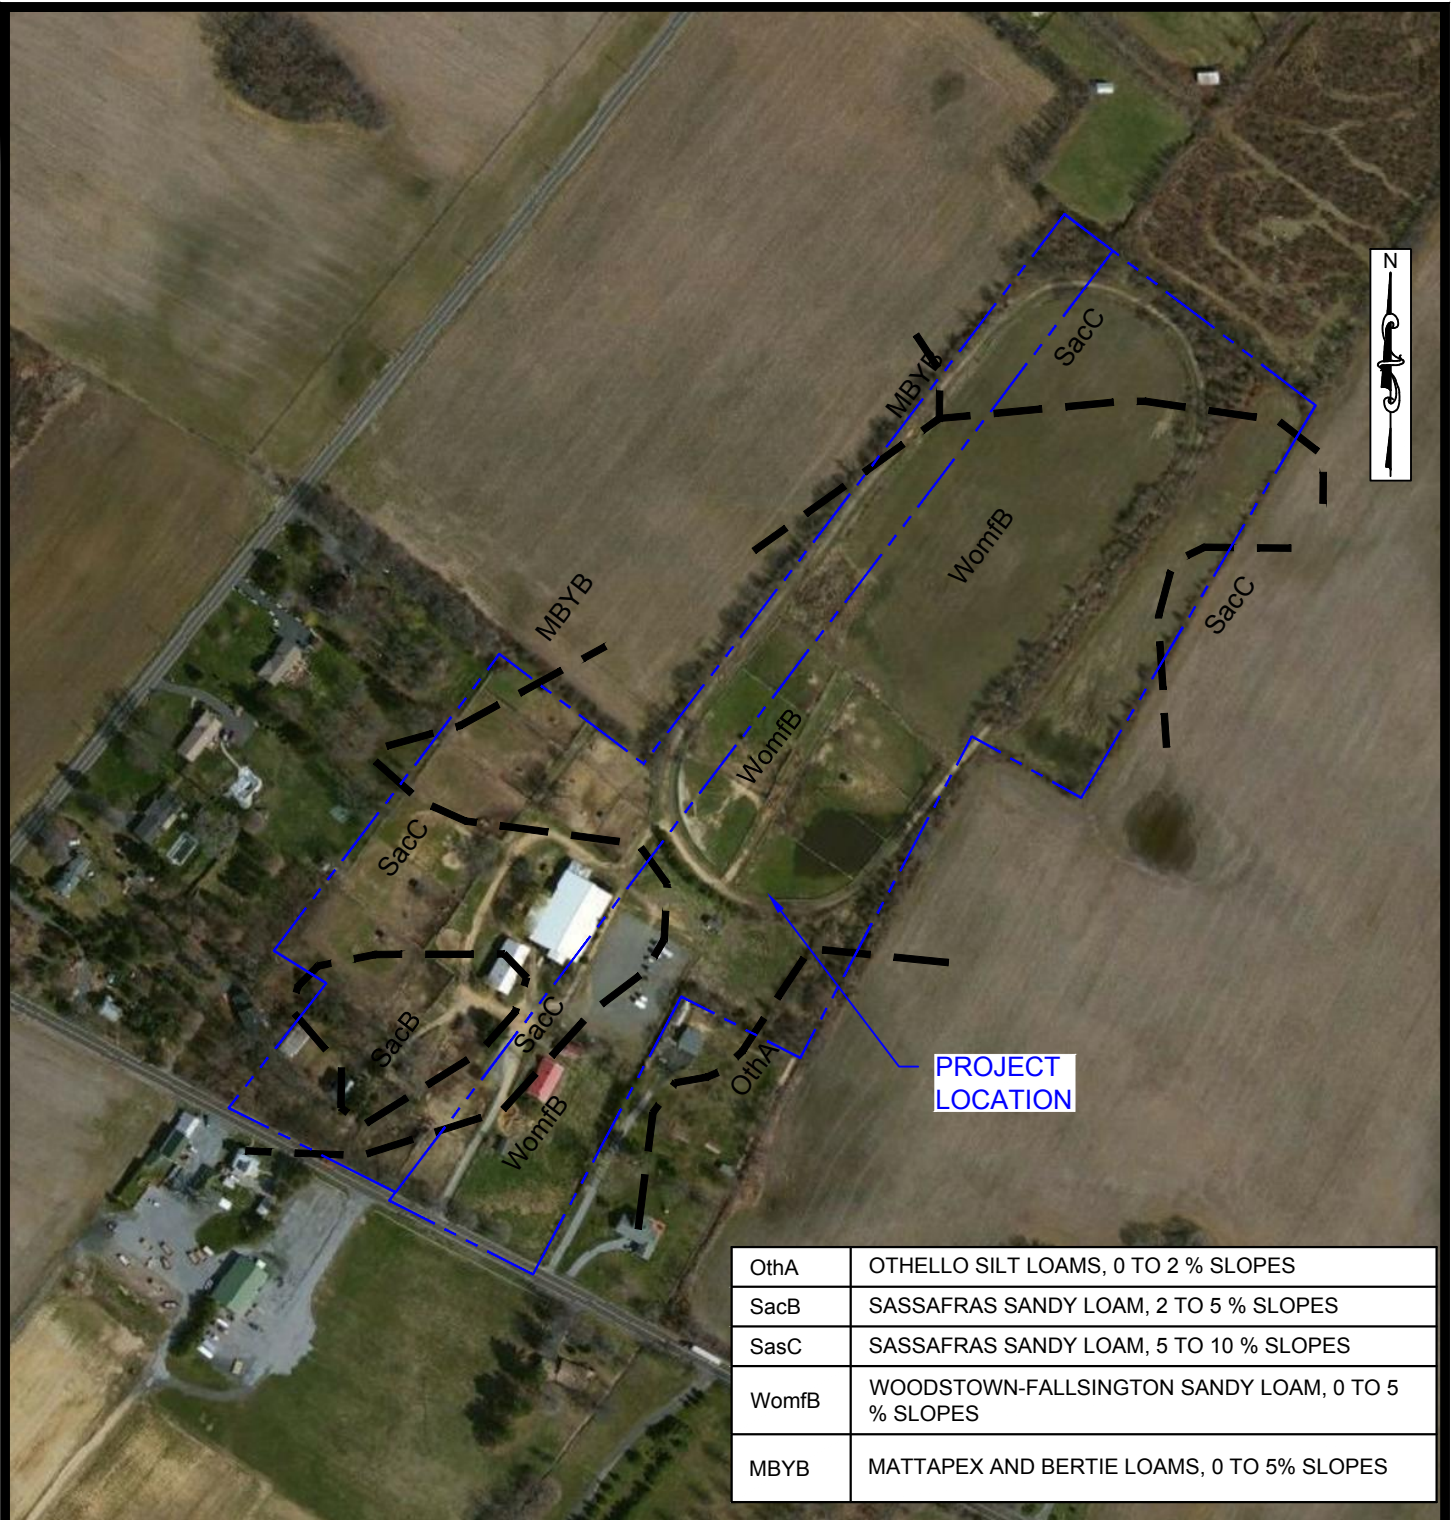 N
SacC
MBYB
WomfB
MBYB
SacC
WomfB
SacC
SacC
SacB
OthA
WomfB
PROJECT
LOCATION
OthA OTHELLO SILT LOAMS, 0 TO 2 % SLOPES
SacB SASSAFRAS SANDY LOAM, 2 TO 5 % SLOPES
SasC SASSAFRAS SANDY LOAM, 5 TO 10 % SLOPES
WomfB WOODSTOWN-FALLSINGTON SANDY LOAM, 0 TO 5
% SLOPES
MBYB MATTAPEX AND BERTIE LOAMS, 0 TO 5% SLOPES